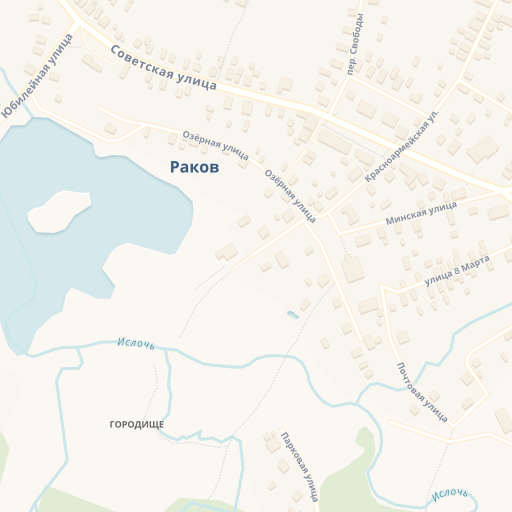 Юбилейная улица
Советская улица
пер. Свободы
Озёрная улица
Раков
Озёрная улица
Красноармейская ул.
Минская улица
улица 8 Марта
Ислочь
Почтовая улица
ГОРОДИЩЕ
Парковая улица
Ислочь